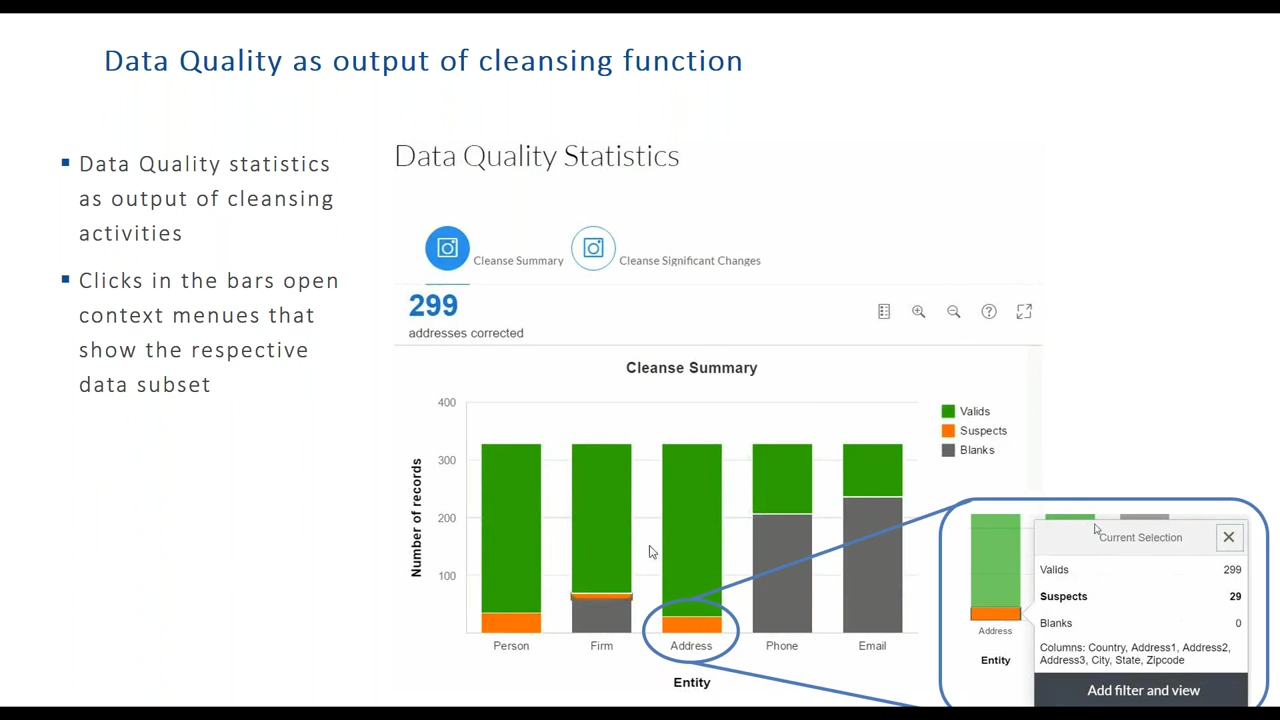 Data Quality as output of cleansing function
Data Quality statistics
as output of cleansing
activities
Clicks in the bars open
context menues that
show the respective
data subset
Data Quality Statistics
Cleanse Summary
Cleanse Significant Changes
299
addresses corrected
Cleanse Summary
400
300
200
100
Number of records
Person
Firm
Address
Phone
Email
Entity
Valids
Suspects
Blanks
Address
Entity
Current Selection
Valids 299
Suspects 29
Blanks 0
Columns: Country, Address1, Address2,
Address3, City, State, Zipcode
Add filter and view